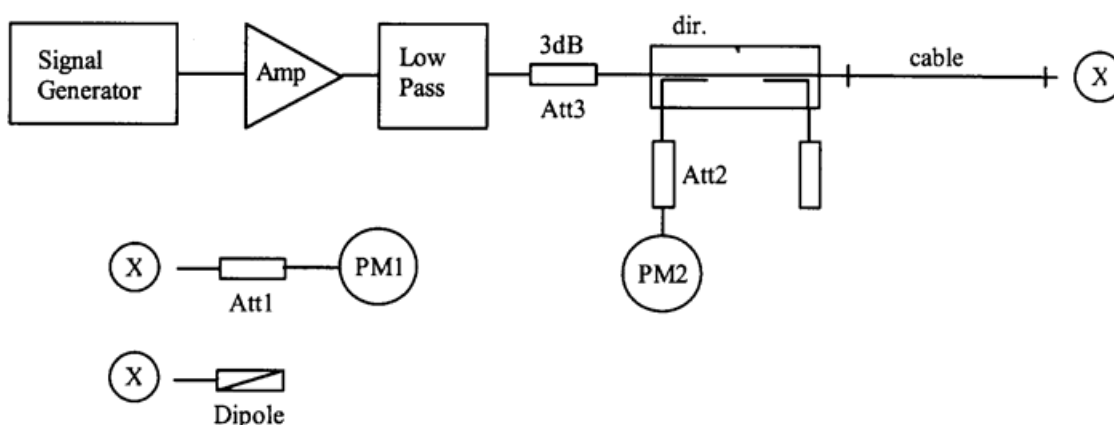 dir.
3dB
Signal
Generator
Amp
Low
Pass
cable
X
Att3
Att2
X
PM1
PM2
Att1
X
Dipole